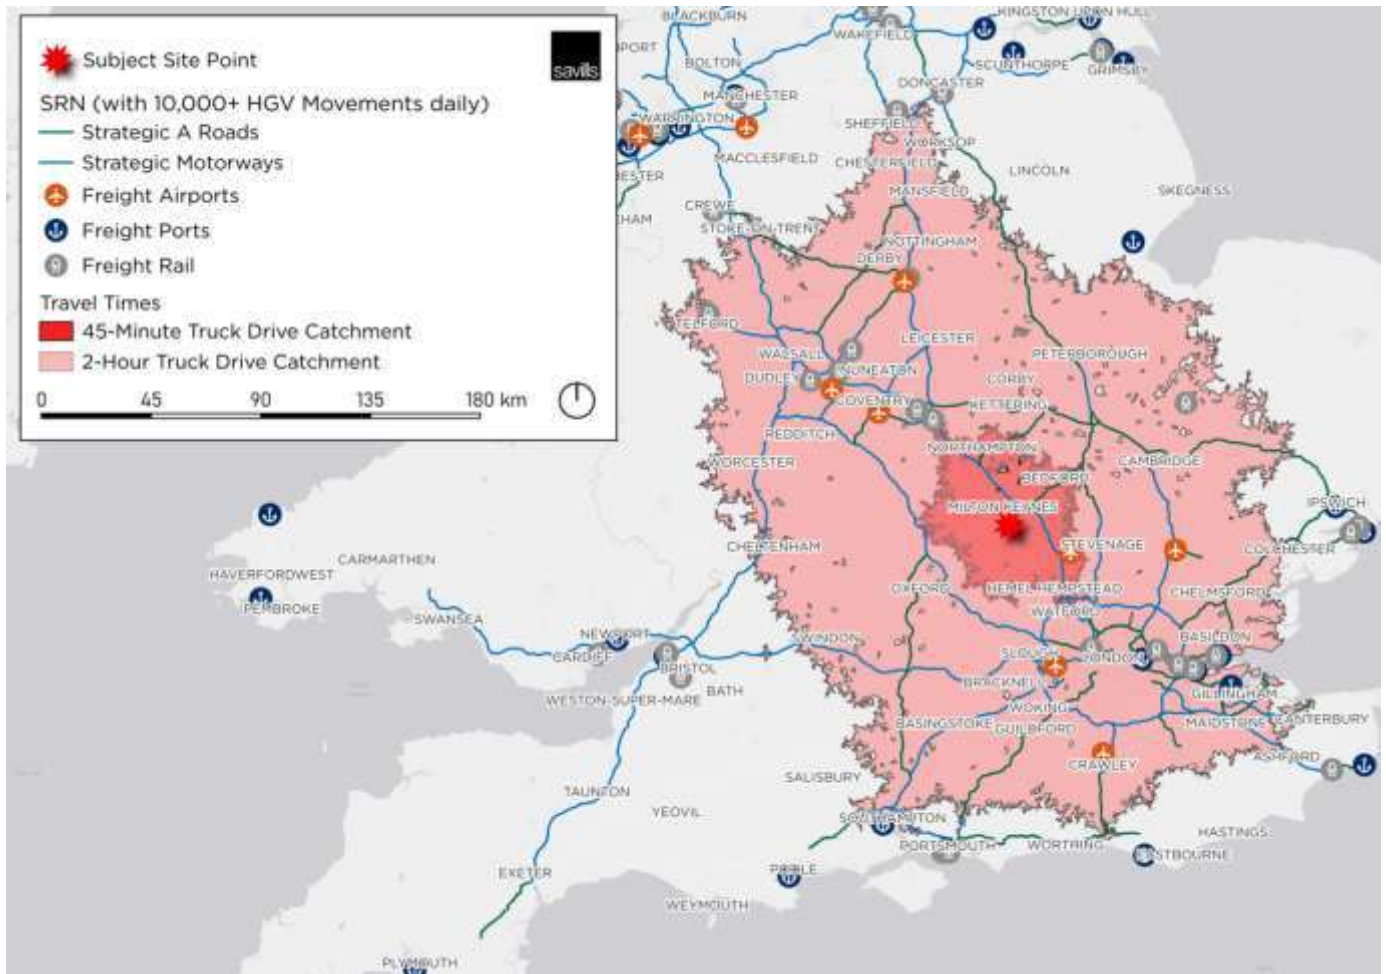 Subject Site Point
savills
SRN (with 10,000+ HGV Movements daily)
Strategic A Roads
Strategic Motorways
Freight Airports
Freight Ports
Freight Rail
Travel Times
45-Minute Truck Drive Catchment
2-Hour Truck Drive Catchment
0 45 90 135 180 km
BLACKBURN
KINGSTON UPON HULL
WAKEFIELD
BOLTON
SCUNTHORPE
GRIMSBY
DONCASTER
MANCHESTER
WARRINGTON
SHEFFIELD
WORKSOP
MACCLESFIELD
CHESTERFIELD
LINCOLN
MANSFIELD
SKEGNESS
CREWE
STOKE-ON-TRENT
NOTTINGHAM
DERBY
TELFORD
LEICESTER
WALSALL
PETERBOROUGH
DUDLEY
NUNEATON
CORBY
COVENTRY
KETTERING
REDDITCH
NORTHAMPTON
WORCESTER
CAMBRIDGE
BEDFORD
MILTON KEYNES
IPSWICH
CHELTENHAM
STEVENAGE
COLCHESTER
CARMARTHEN
HAVERFORDWEST
OXFORD
HEMEL HEMPSTEAD
CHELMSFORD
PEMBROKE
SWANSEA
WATFORD
NEWPORT
SWINDON
BASILDON
CARDIFF
SLOUGH
LONDON
BRISTOL
BRACKNELL
BATH
GILLINGHAM
WESTON-SUPER-MARE
WOKING
BASINGSTOKE
GUILDFORD
MAIDSTONE
CANTERBURY
ASHFORD
CRAWLEY
SALISBURY
TAUNTON
YEOVIL
SOUTHAMPTON
HASTINGS
PORTSMOUTH
WORTHING
EASTBOURNE
POOLE
EXETER
WEYMOUTH
PLYMOUTH